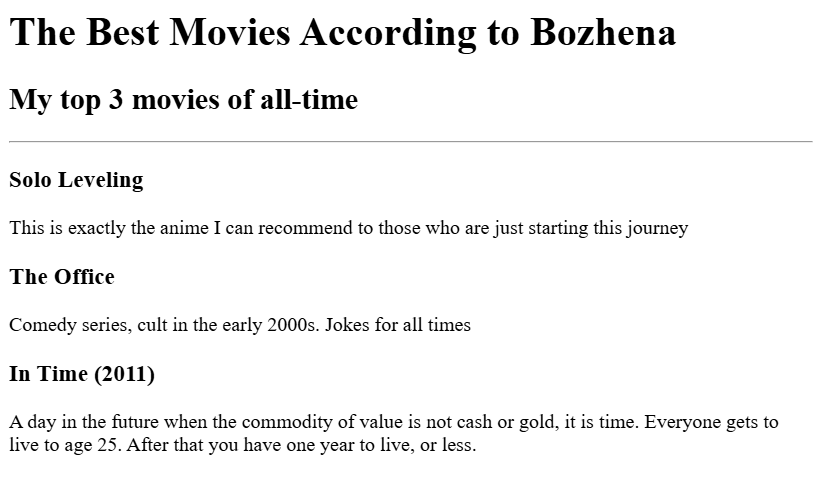 The Best Movies According to Bozhena
My top 3 movies of all-time
Solo Leveling
This is exactly the anime I can recommend to those who are just starting this journey
The Office
Comedy series, cult in the early 2000s. Jokes for all times
In Time (2011)
A day in the future when the commodity of value is not cash or gold, it is time. Everyone gets to
live to age 25. After that you have one year to live, or less.